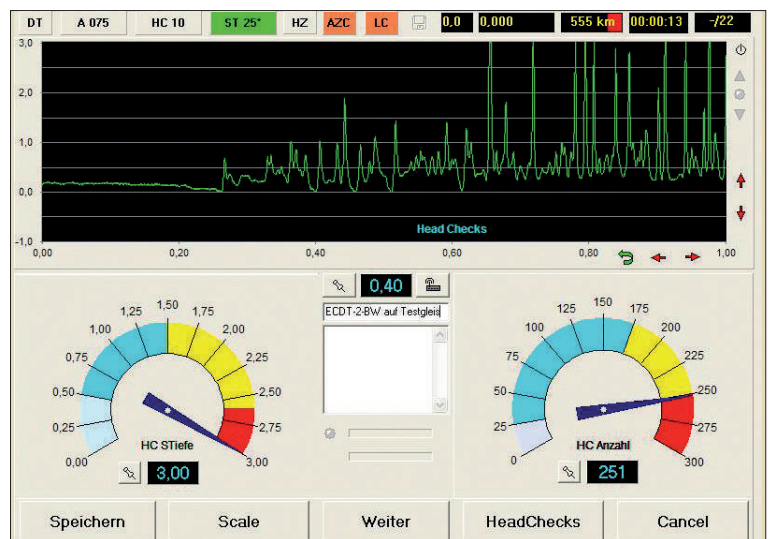 DT A 075 HC 10 ST 25° HZ AZC LC 0,0 0,000 555 km 00:00:13 -/22
3,0
2,0
1,0
0,0
-1,0
Head Checks
0,00 0,20 0,40 0,60 0,80 1,00
0,40
ECDT-2-BW auf Testgleis
0,00 0,25 0,50 0,75 1,00 1,25 1,50 1,75 2,00 2,25 2,50 2,75 3,00
HC STiefe
3,00
0 25 50 75 100 125 150 175 200 225 250 275 300
HC Anzahl
251
Speichern Scale Weiter HeadChecks Cancel